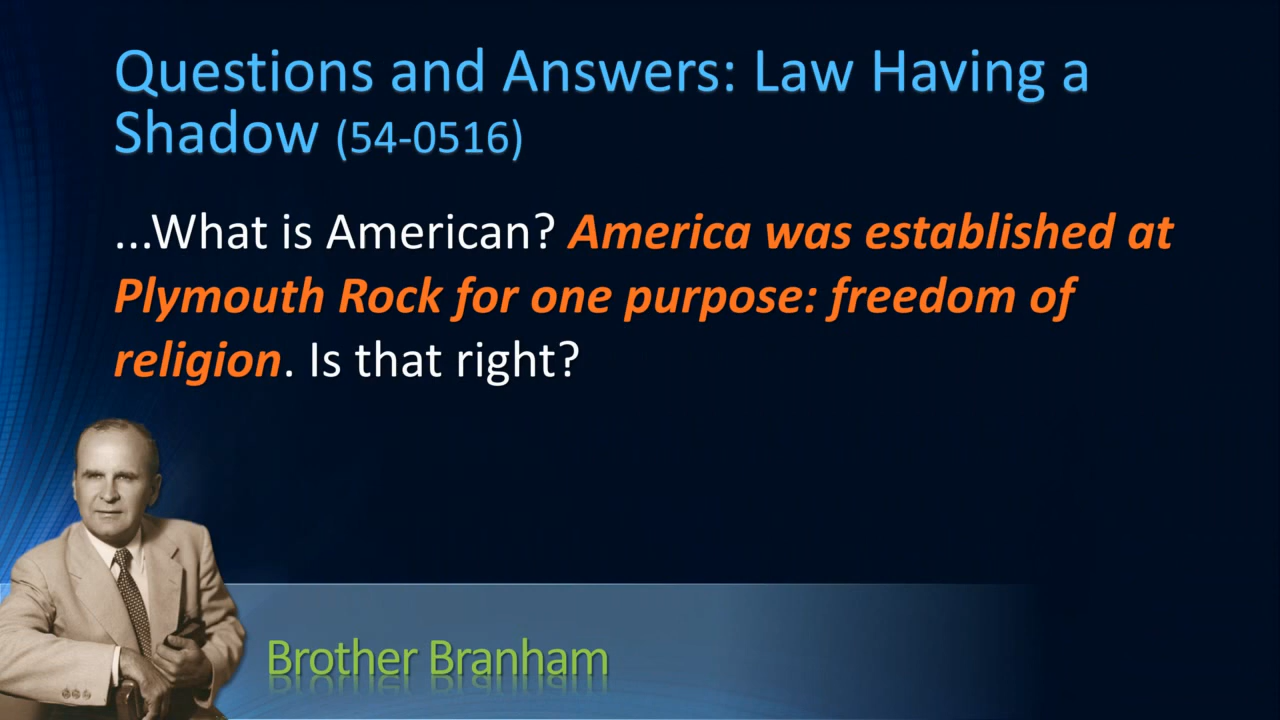 Questions and Answers: Law Having a
Shadow (54-0516)
...What is American? America was established at
Plymouth Rock for one purpose: freedom of
religion. Is that right?
Brother Branham